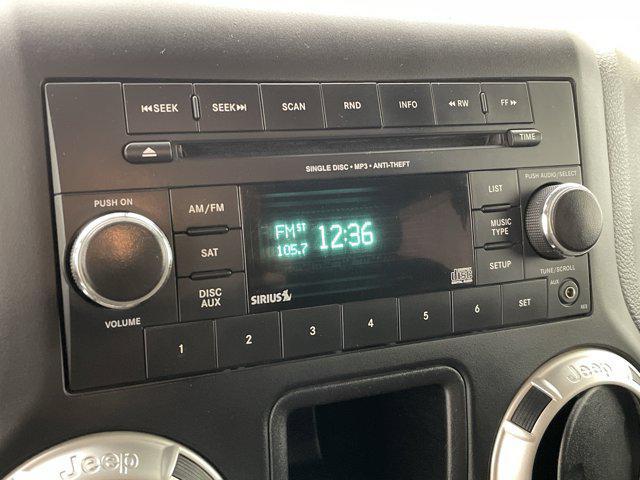 ⏮SEEK SEEK⏭ SCAN RND INFO ◂◂RW FF▸▸
TIME
SINGLE DISC • MP3 • ANTI-THEFT
PUSH AUDIO/SELECT
PUSH ON
AM/FM
SAT
DISC
AUX
VOLUME
FM ST
105.7
12:36
SIRIUS
COMPACT
disc
LIST
MUSIC
TYPE
SETUP
TUNE/SCROLL
AUX
1 2 3 4 5 6 SET
Jeep
Jeep